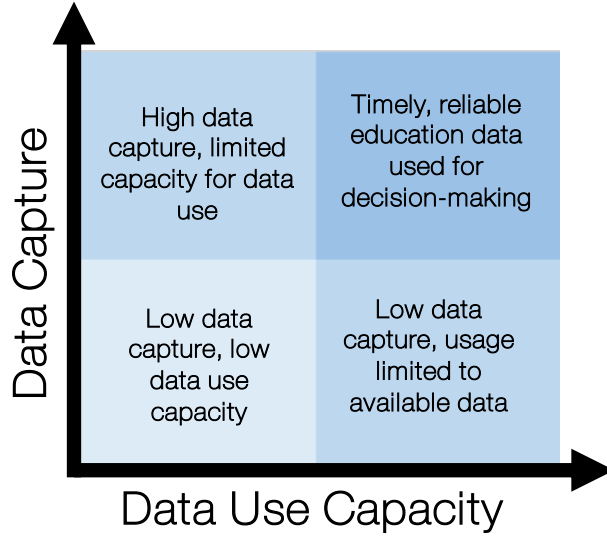 Data Capture
High data
capture, limited
capacity for data
use
Timely, reliable
education data
used for
decision-making
Low data
capture, low
data use
capacity
Low data
capture, usage
limited to
available data
Data Use Capacity